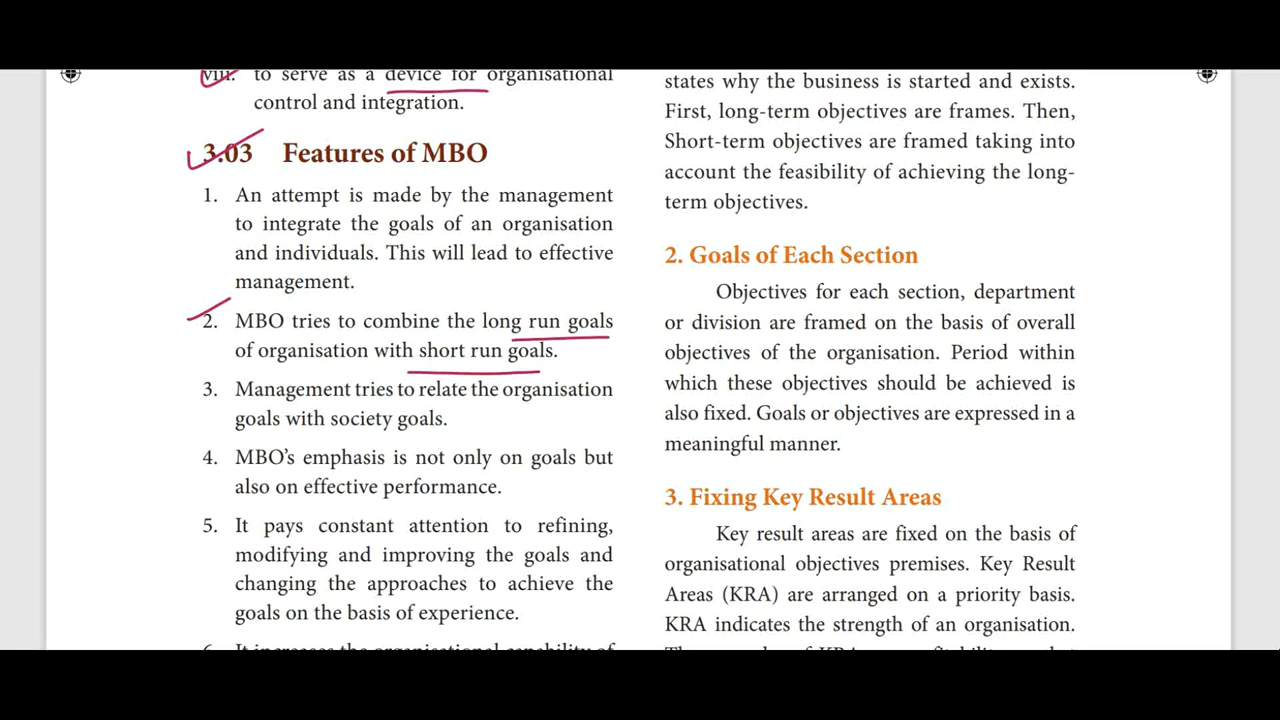 viii. to serve as a device for organisational
control and integration.
3.03 Features of MBO
1. An attempt is made by the management
to integrate the goals of an organisation
and individuals. This will lead to effective
management.
2. MBO tries to combine the long run goals
of organisation with short run goals.
3. Management tries to relate the organisation
goals with society goals.
4. MBO’s emphasis is not only on goals but
also on effective performance.
5. It pays constant attention to refining,
modifying and improving the goals and
changing the approaches to achieve the
goals on the basis of experience.
6. It increases the organisational capability of
states why the business is started and exists.
First, long-term objectives are frames. Then,
Short-term objectives are framed taking into
account the feasibility of achieving the long-
term objectives.
2. Goals of Each Section
Objectives for each section, department
or division are framed on the basis of overall
objectives of the organisation. Period within
which these objectives should be achieved is
also fixed. Goals or objectives are expressed in a
meaningful manner.
3. Fixing Key Result Areas
Key result areas are fixed on the basis of
organisational objectives premises. Key Result
Areas (KRA) are arranged on a priority basis.
KRA indicates the strength of an organisation.